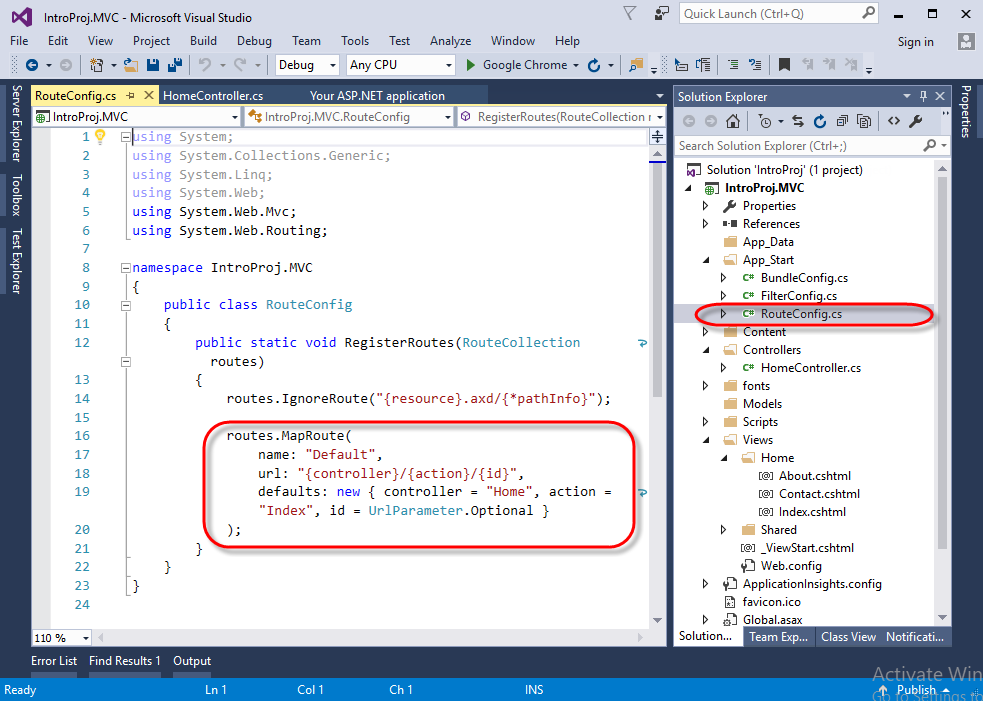 IntroProj.MVC - Microsoft Visual Studio
Quick Launch (Ctrl+Q)
File Edit View Project Build Debug Team Tools Test Analyze Window Help
Sign in
Debug Any CPU Google Chrome
Server Explorer
Toolbox
Test Explorer
RouteConfig.cs HomeController.cs Your ASP.NET application
IntroProj.MVC IntroProj.MVC.RouteConfig RegisterRoutes(RouteCollection r
1 using System;
2 using System.Collections.Generic;
3 using System.Linq;
4 using System.Web;
5 using System.Web.Mvc;
6 using System.Web.Routing;
7
8 namespace IntroProj.MVC
9 {
10 public class RouteConfig
11 {
12 public static void RegisterRoutes(RouteCollection
routes)
13 {
14 routes.IgnoreRoute("{resource}.axd/{*pathInfo}");
15
16 routes.MapRoute(
17 name: "Default",
18 url: "{controller}/{action}/{id}",
19 defaults: new { controller = "Home", action =
"Index", id = UrlParameter.Optional }
20 );
21 }
22 }
23 }
24
110 %
Solution Explorer
Search Solution Explorer (Ctrl+;)
Solution 'IntroProj' (1 project)
IntroProj.MVC
Properties
References
App_Data
App_Start
C# BundleConfig.cs
C# FilterConfig.cs
C# RouteConfig.cs
Content
Controllers
C# HomeController.cs
fonts
Models
Scripts
Views
Home
[@] About.cshtml
[@] Contact.cshtml
[@] Index.cshtml
Shared
[@] _ViewStart.cshtml
Web.config
ApplicationInsights.config
favicon.ico
Global.asax
Solution... Team Exp... Class View Notificati...
Properties
Error List Find Results 1 Output
Activate Win
Go to Settings to
Ready Ln 1 Col 1 Ch 1 INS Publish